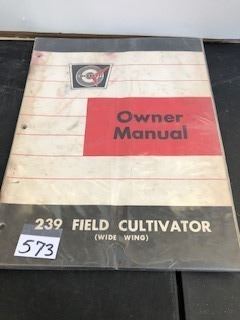 Owner
Manual
239 FIELD CULTIVATOR
(WIDE WING)
573